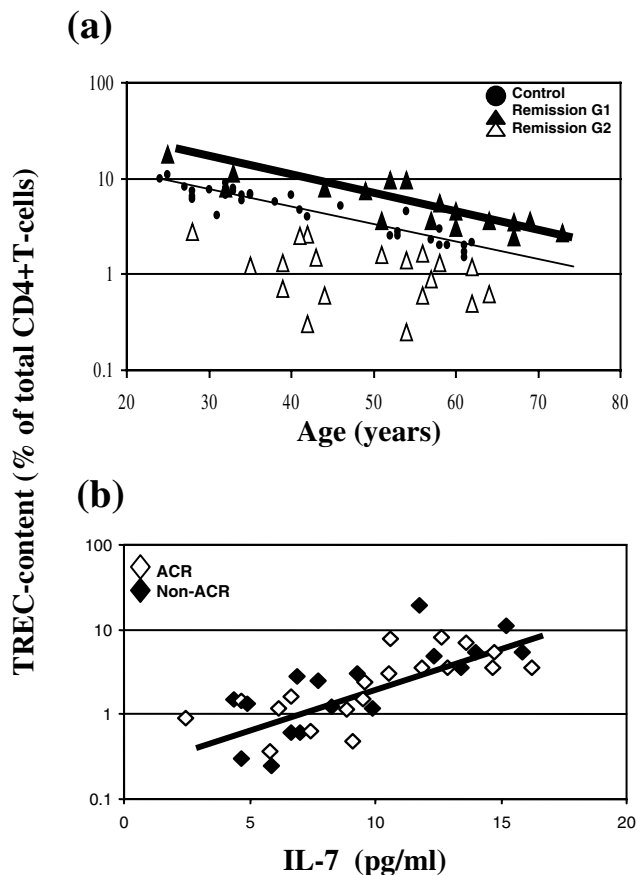 (a)
100
10
1
0.1
Control
Remission G1
Remission G2
20 30 40 50 60 70 80
Age (years)
TREC-content (% of total CD4+T-cells)
(b)
100
10
1
0.1
ACR
Non-ACR
0 5 10 15 20
IL-7 (pg/ml)